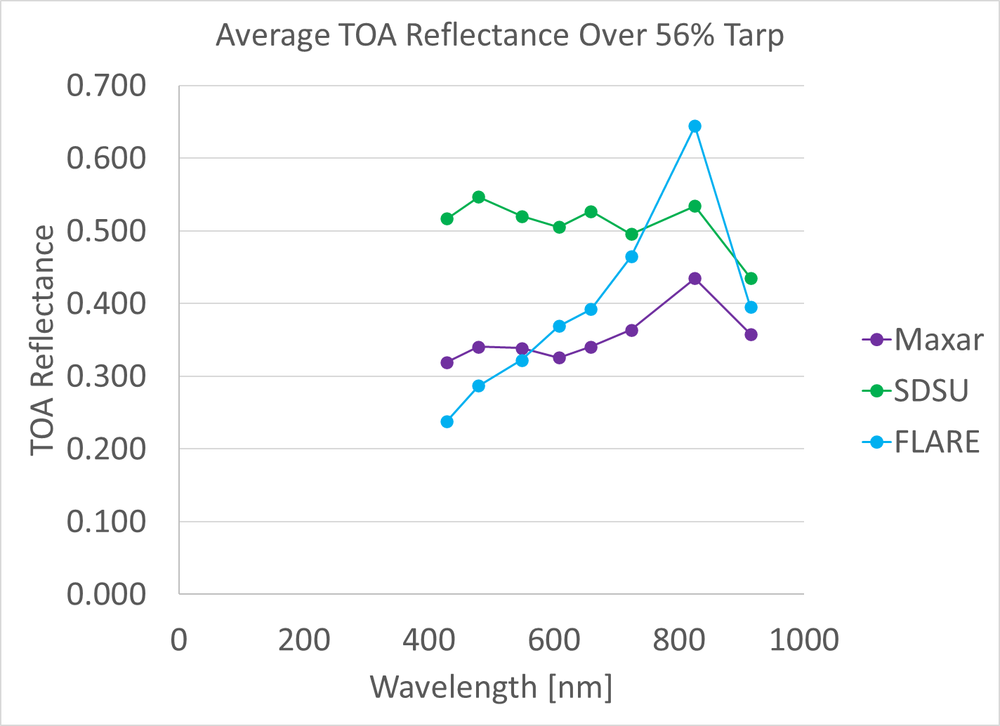 Average TOA Reflectance Over 56% Tarp
0.700
0.600
0.500
0.400
0.300
0.200
0.100
0.000
TOA Reflectance
0 200 400 600 800 1000
Wavelength [nm]
Maxar
SDSU
FLARE